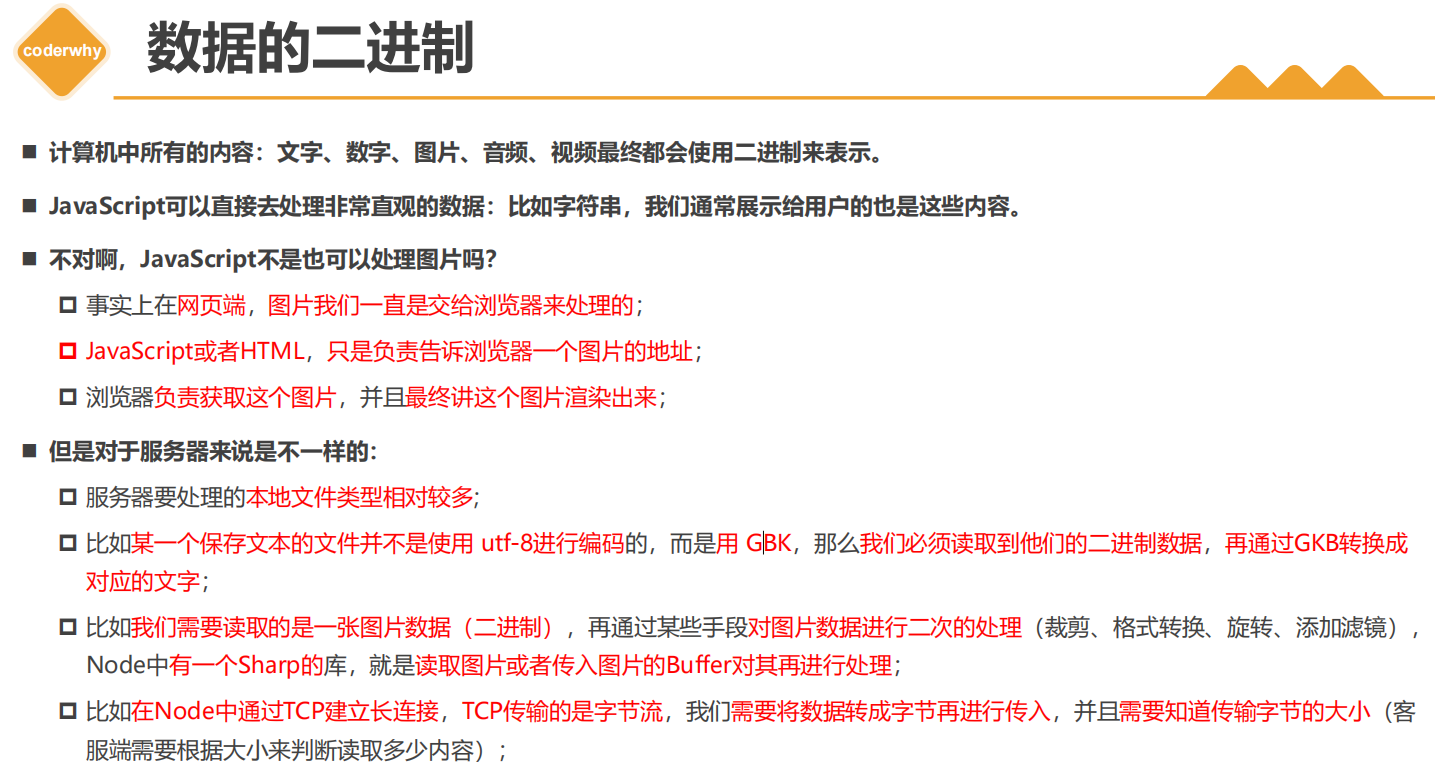 coderwhy
数据的二进制
计算机中所有的内容：文字、数字、图片、音频、视频最终都会使用二进制来表示。
JavaScript可以直接去处理非常直观的数据：比如字符串，我们通常展示给用户的也是这些内容。
不对啊，JavaScript不是也可以处理图片吗？
事实上在网页端，图片我们一直是交给浏览器来处理的；
JavaScript或者HTML，只是负责告诉浏览器一个图片的地址；
浏览器负责获取这个图片，并且最终讲这个图片渲染出来；
但是对于服务器来说是不一样的：
服务器要处理的本地文件类型相对较多；
比如某一个保存文本的文件并不是使用 utf-8进行编码的，而是用 GBK，那么我们必须读取到他们的二进制数据，再通过GKB转换成
对应的文字；
比如我们需要读取的是一张图片数据（二进制），再通过某些手段对图片数据进行二次的处理（裁剪、格式转换、旋转、添加滤镜），
Node中有一个Sharp的库，就是读取图片或者传入图片的Buffer对其再进行处理；
比如在Node中通过TCP建立长连接，TCP传输的是字节流，我们需要将数据转成字节再进行传入，并且需要知道传输字节的大小（客
服端需要根据大小来判断读取多少内容）；